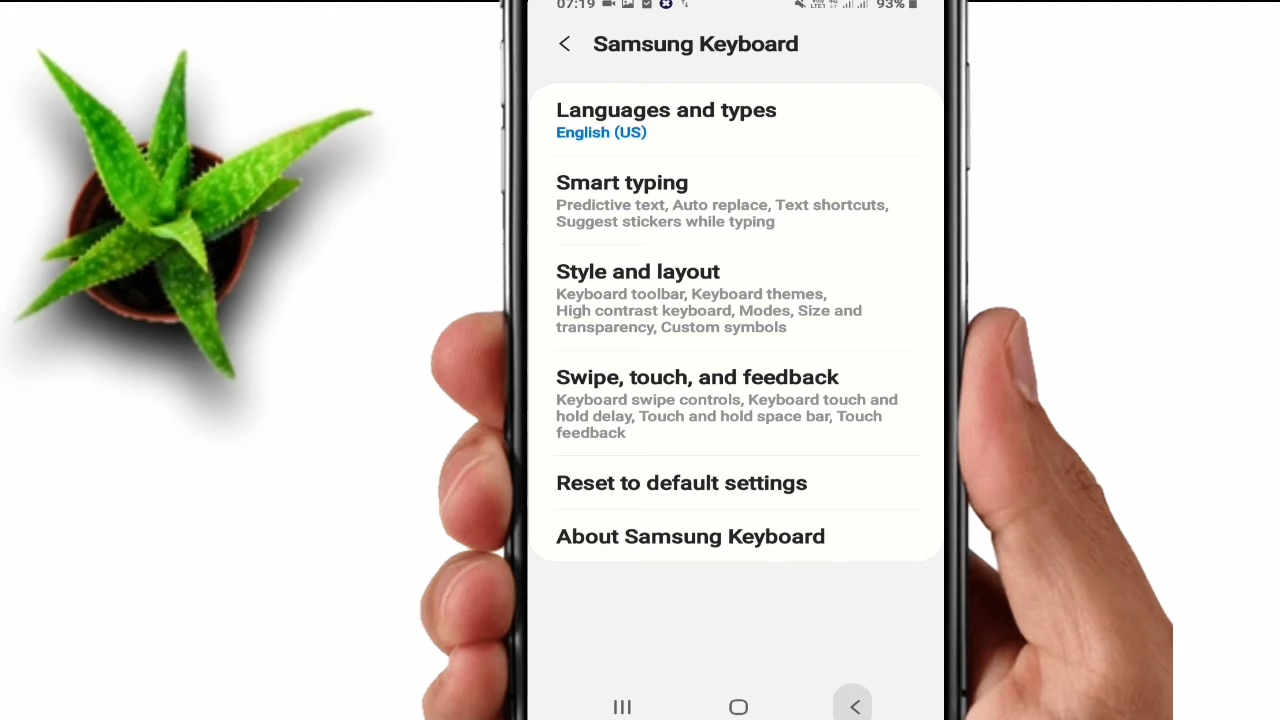 07:19 93%
Samsung Keyboard
Languages and types
English (US)
Smart typing
Predictive text, Auto replace, Text shortcuts,
Suggest stickers while typing
Style and layout
Keyboard toolbar, Keyboard themes,
High contrast keyboard, Modes, Size and
transparency, Custom symbols
Swipe, touch, and feedback
Keyboard swipe controls, Keyboard touch and
hold delay, Touch and hold space bar, Touch
feedback
Reset to default settings
About Samsung Keyboard